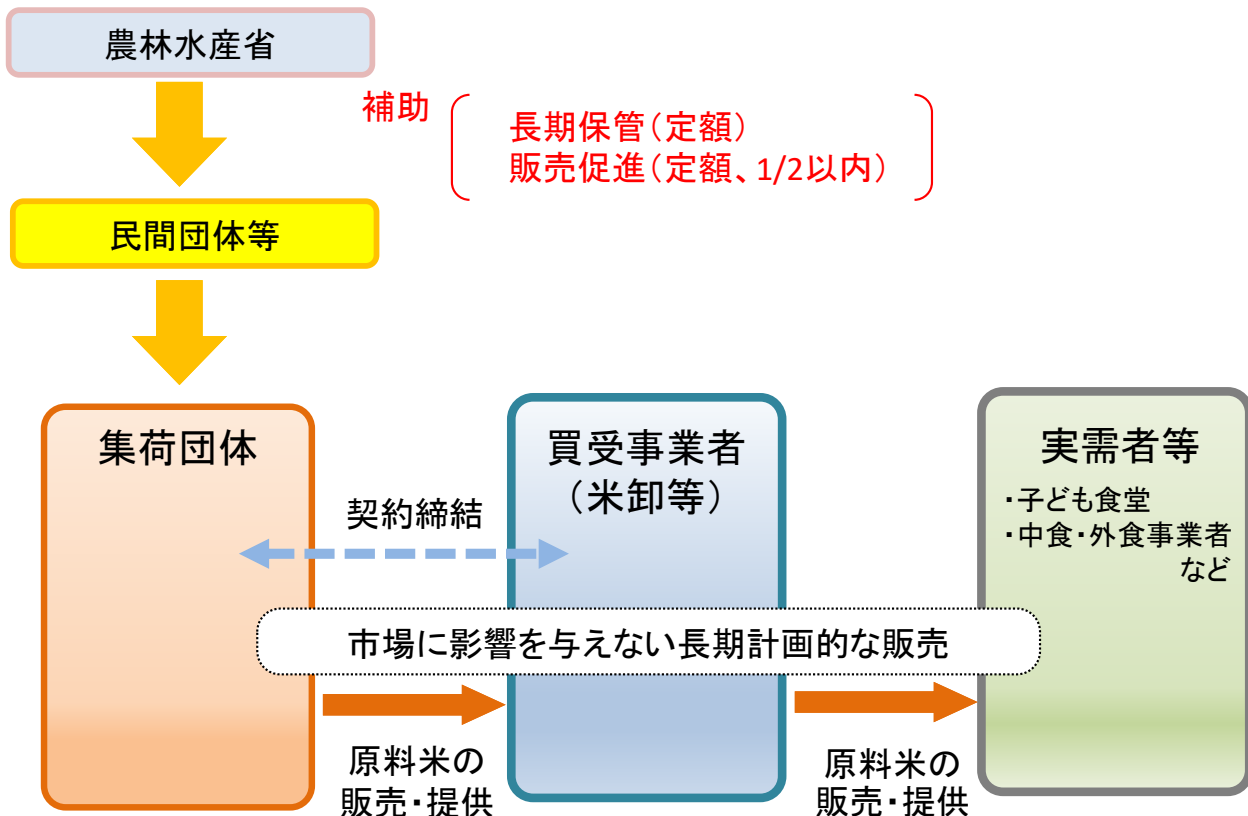 農林水産省
補助
長期保管（定額）
販売促進（定額、1/2以内）
民間団体等
集荷団体
買受事業者
（米卸等）
実需者等
・子ども食堂
・中食・外食事業者
など
契約締結
市場に影響を与えない長期計画的な販売
原料米の
販売・提供
原料米の
販売・提供